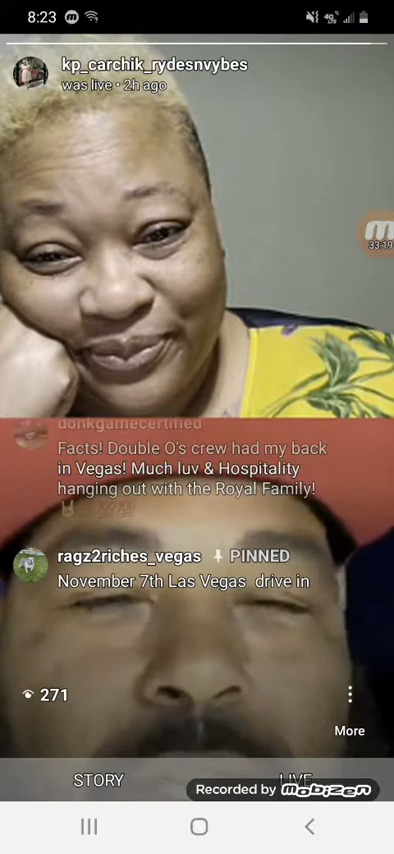 8:23
kp_carchik_rydesnvybes
was live • 2h ago
33:19
donkgamecertified
Facts! Double O's crew had my back
in Vegas! Much luv & Hospitality
hanging out with the Royal Family!
ragz2riches_vegas PINNED
November 7th Las Vegas drive in
271
More
STORY
LIVE
Recorded by mobizen